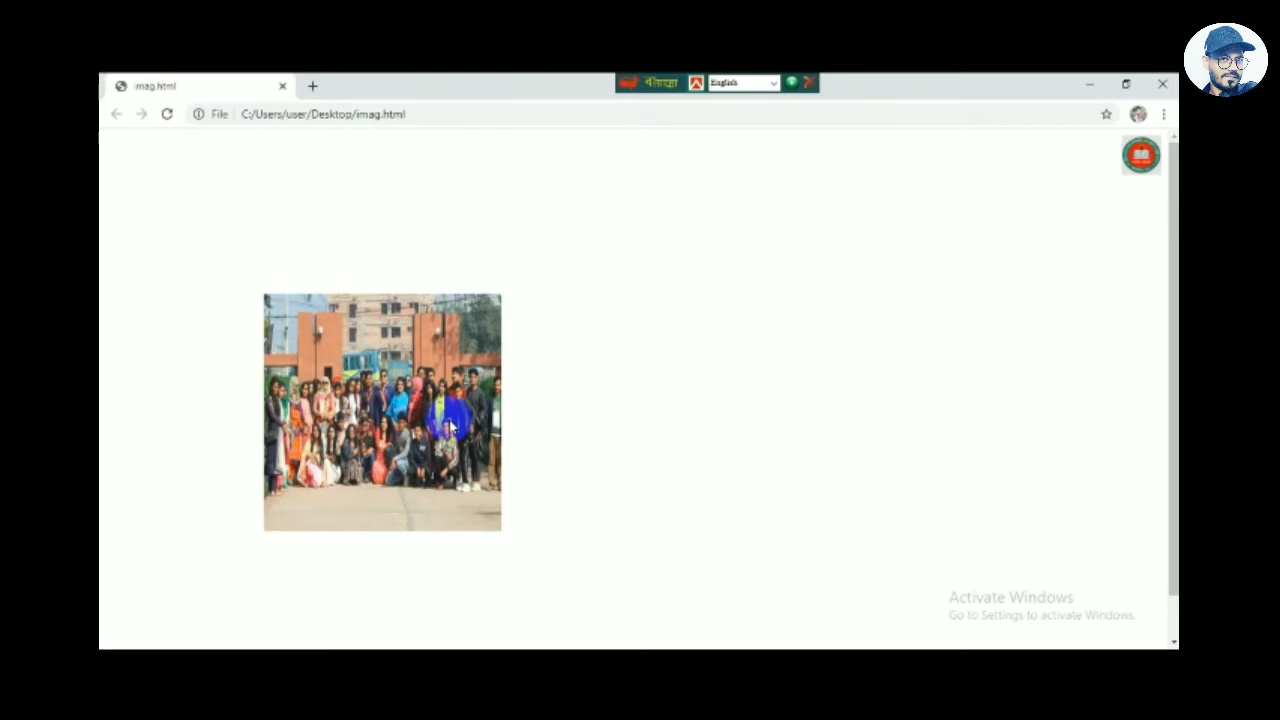 imag.html
File
C:/Users/user/Desktop/imag.html
English
Activate Windows
Go to Settings to activate Windows.